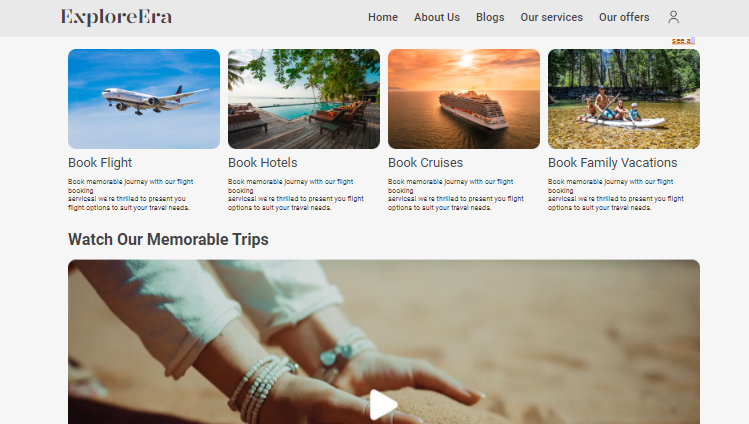 ExploreEra Home About Us Blogs Our services Our offers
see all
Book Flight Book Hotels Book Cruises Book Family Vacations
Book memorable journey with our flight
booking
services! we're thrilled to present you
flight options to suit your travel needs.
Book memorable journey with our flight
booking
services! we're thrilled to present you flight
options to suit your travel needs.
Book memorable journey with our flight
booking
services! we're thrilled to present you flight
options to suit your travel needs.
Book memorable journey with our flight
booking
services! we're thrilled to present you flight
options to suit your travel needs.
Watch Our Memorable Trips